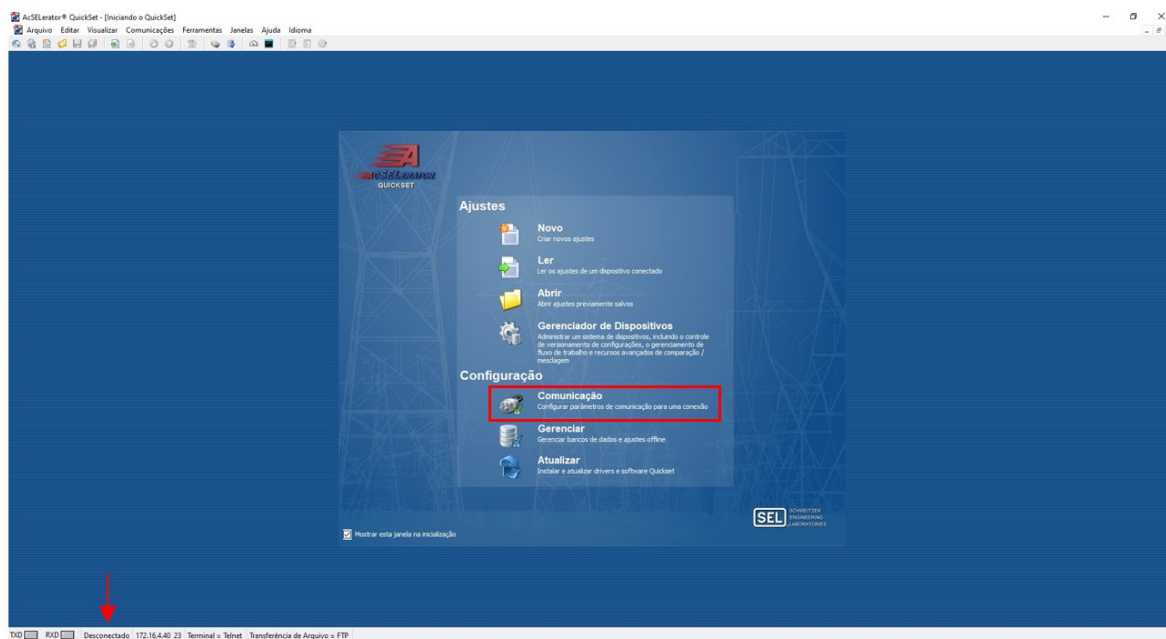 AcSELerator® QuickSet - [Iniciando o QuickSet]
Arquivo Editar Visualizar Comunicações Ferramentas Janelas Ajuda Idioma
ACSELERATOR
QUICKSET
Ajustes
Novo
Criar novos ajustes
Ler
Ler os ajustes de um dispositivo conectado
Abrir
Abrir ajustes previamente salvos
Gerenciador de Dispositivos
Administrar um sistema de dispositivos, incluindo o controle
de versionamento de configurações, o gerenciamento de
fluxo de trabalho e recursos avançados de comparação /
mesclagem
Configuração
Comunicação
Configurar parâmetros de comunicação para uma conexão
Gerenciar
Gerenciar bancos de dados e ajustes offline
Atualizar
Instalar e atualizar drivers e software Quickset
SEL SCHWEITZER
ENGINEERING
LABORATORIES
Mostrar esta janela na inicialização
TXD RXD Desconectado 172.16.4.40 23 Terminal = Telnet Transferência de Arquivo = FTP